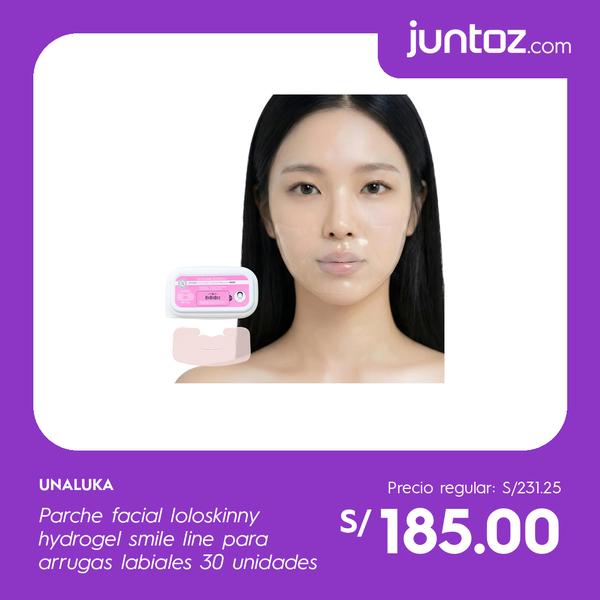 juntoz.com
UNALUKA
Parche facial loloskinny
hydrogel smile line para
arrugas labiales 30 unidades
Precio regular: S/231.25
S/185.00